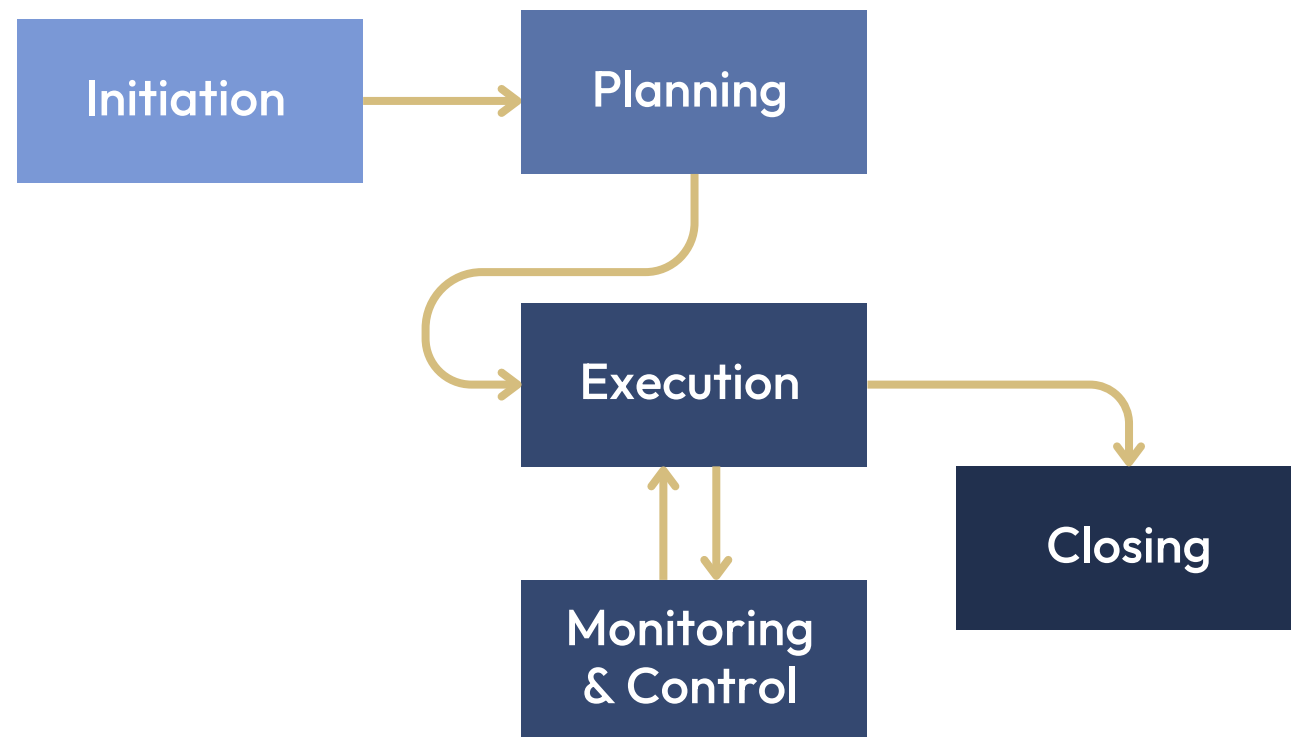 Initiation
Planning
Execution
Closing
Monitoring
& Control